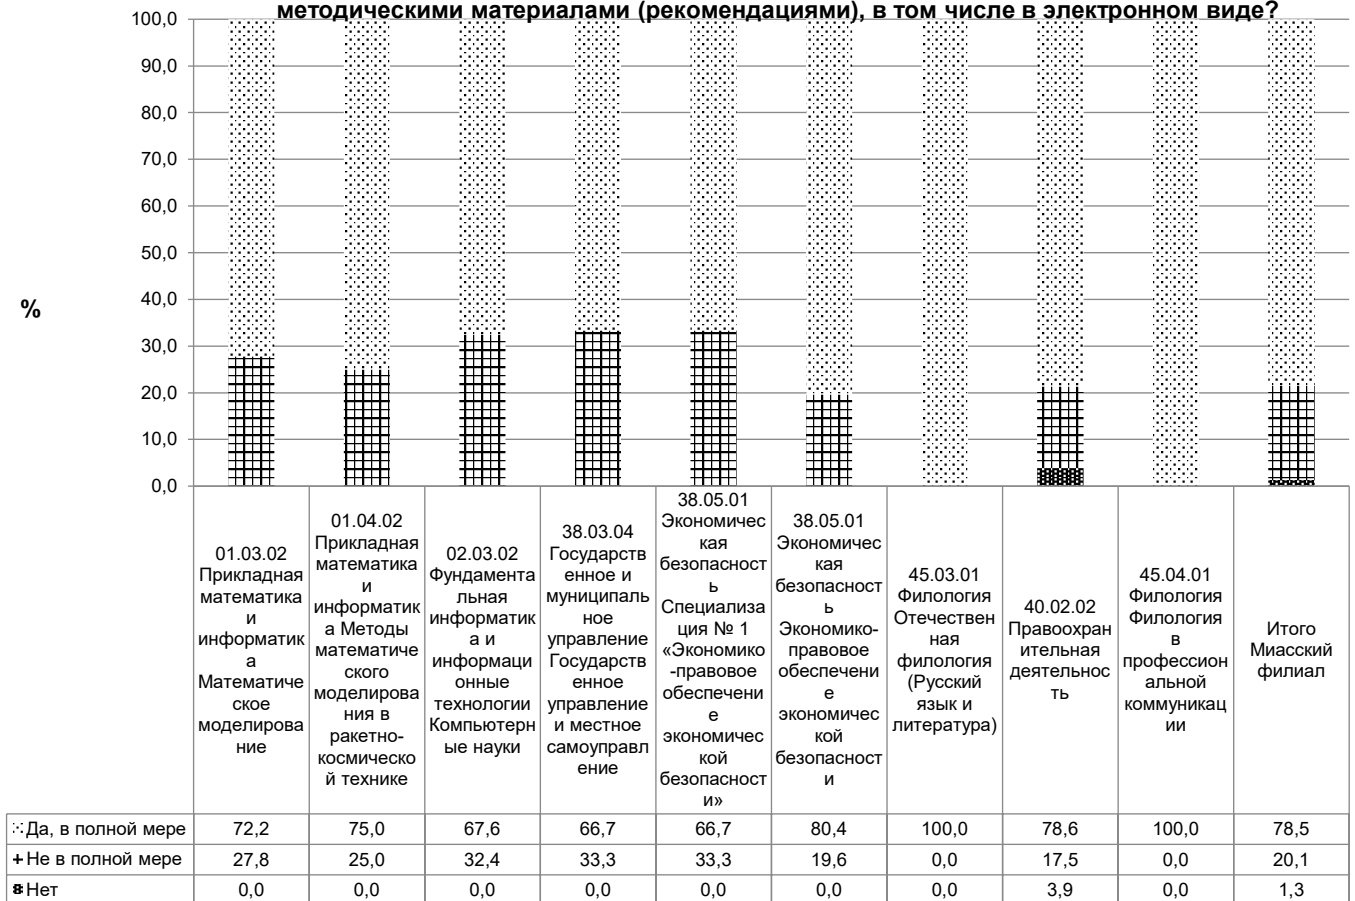 методическими материалами (рекомендациями), в том числе в электронном виде?
100,0
90,0
80,0
70,0
60,0
50,0
40,0
30,0
20,0
10,0
0,0
%
01.03.02
Прикладная
математика
и
информатик
а
Математиче
ское
моделирова
ние
01.04.02
Прикладная
математика
и
информатик
а Методы
математиче
ского
моделирова
ния в
ракетно-
космическо
й технике
02.03.02
Фундамента
льная
информатик
а и
информаци
онные
технологии
Компьютерн
ые науки
38.03.04
Государств
енное и
муниципаль
ное
управление
Государств
енное
управление
и местное
самоуправл
ение
38.05.01
Экономичес
кая
безопасност
ь
Специализа
ция № 1
«Экономико
-правовое
обеспечени
е
экономичес
кой
безопасност
и»
38.05.01
Экономичес
кая
безопасност
ь
Экономико-
правовое
обеспечени
е
экономичес
кой
безопасност
и
45.03.01
Филология
Отечествен
ная
филология
(Русский
язык и
литература)
40.02.02
Правоохран
ительная
деятельнос
ть
45.04.01
Филология
Филология
в
профессион
альной
коммуникац
ии
Итого
Миасский
филиал
Да, в полной мере 72,2 75,0 67,6 66,7 66,7 80,4 100,0 78,6 100,0 78,5
Не в полной мере 27,8 25,0 32,4 33,3 33,3 19,6 0,0 17,5 0,0 20,1
Нет 0,0 0,0 0,0 0,0 0,0 0,0 0,0 3,9 0,0 1,3